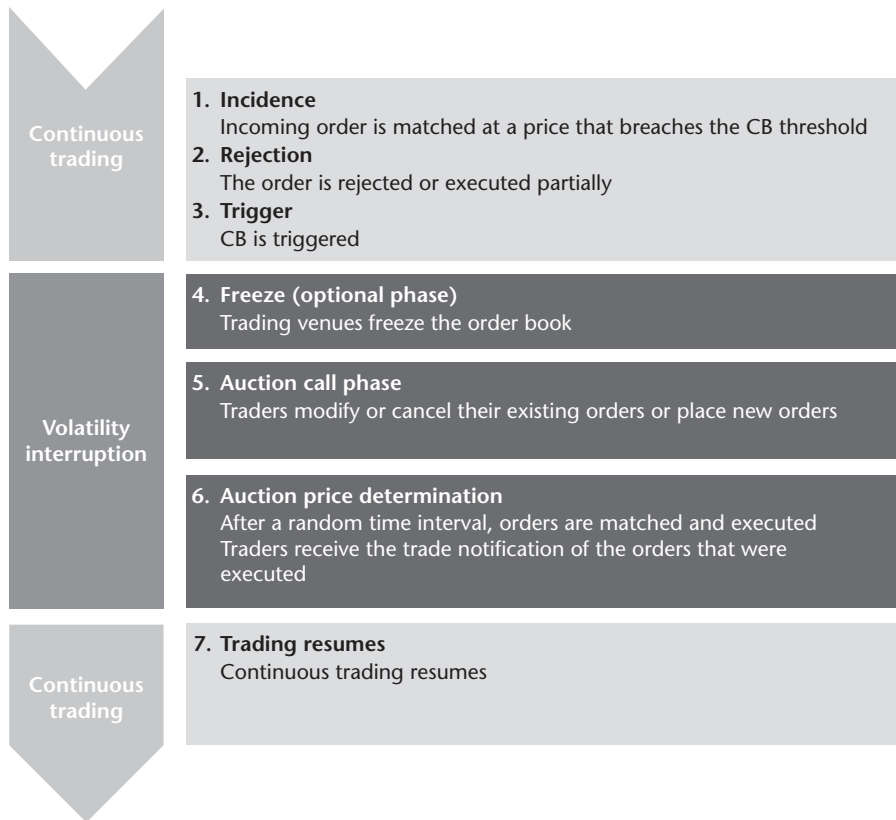 Continuous
trading
1. Incidence
Incoming order is matched at a price that breaches the CB threshold
2. Rejection
The order is rejected or executed partially
3. Trigger
CB is triggered
Volatility
interruption
4. Freeze (optional phase)
Trading venues freeze the order book
5. Auction call phase
Traders modify or cancel their existing orders or place new orders
6. Auction price determination
After a random time interval, orders are matched and executed
Traders receive the trade notification of the orders that were
executed
Continuous
trading
7. Trading resumes
Continuous trading resumes